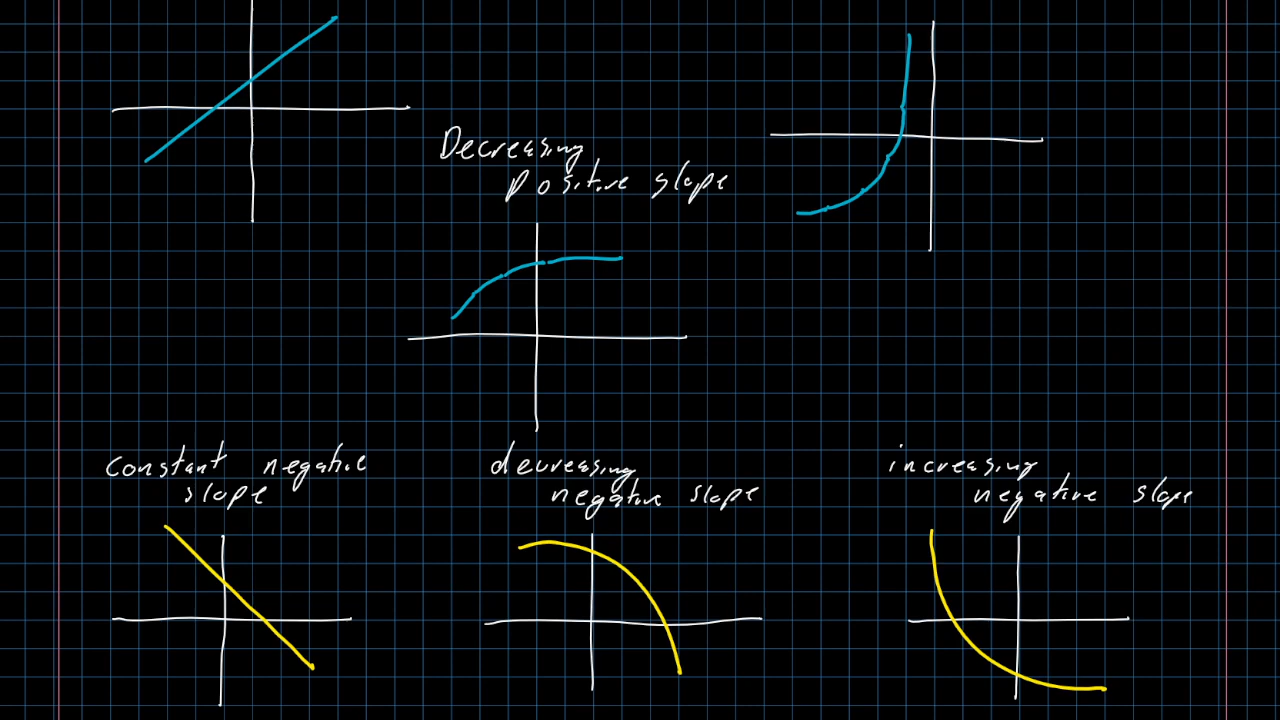 Decreasing
positive slope
constant negative
slope
decreasing
negative slope
increasing
negative slope